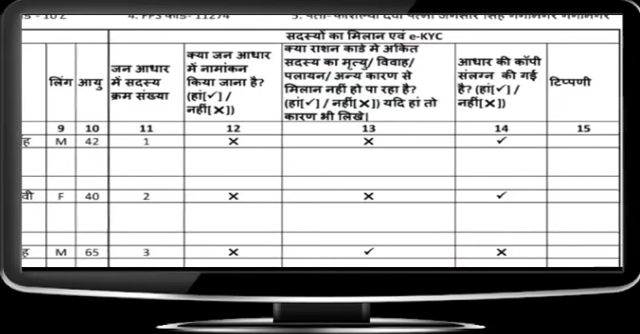 4. FPS कोड- 11274
सदस्यों का मिलान एवं e-KYC
लिंग
आयु
जन आधार
में सदस्य
क्रम संख्या
क्या जन आधार
में नामांकन
किया जाना है?
(हां[✓] /
नहीं[✕])
क्या राशन कार्ड मे अंकित
सदस्य का मृत्यु/ विवाह/
पलायन/ अन्य कारण से
मिलान नहीं हो पा रहा है?
(हां[✓] / नहीं[✕]) यदि हां तो
कारण भी लिखे।
आधार की कॉपी
संलग्न की गई
है? (हां[✓] /
नहीं[✕])
टिप्पणी
9 10 11 12 13 14 15
M 42 1 ✕ ✕ ✓
F 40 2 ✕ ✕ ✓
M 65 3 ✕ ✓ ✕